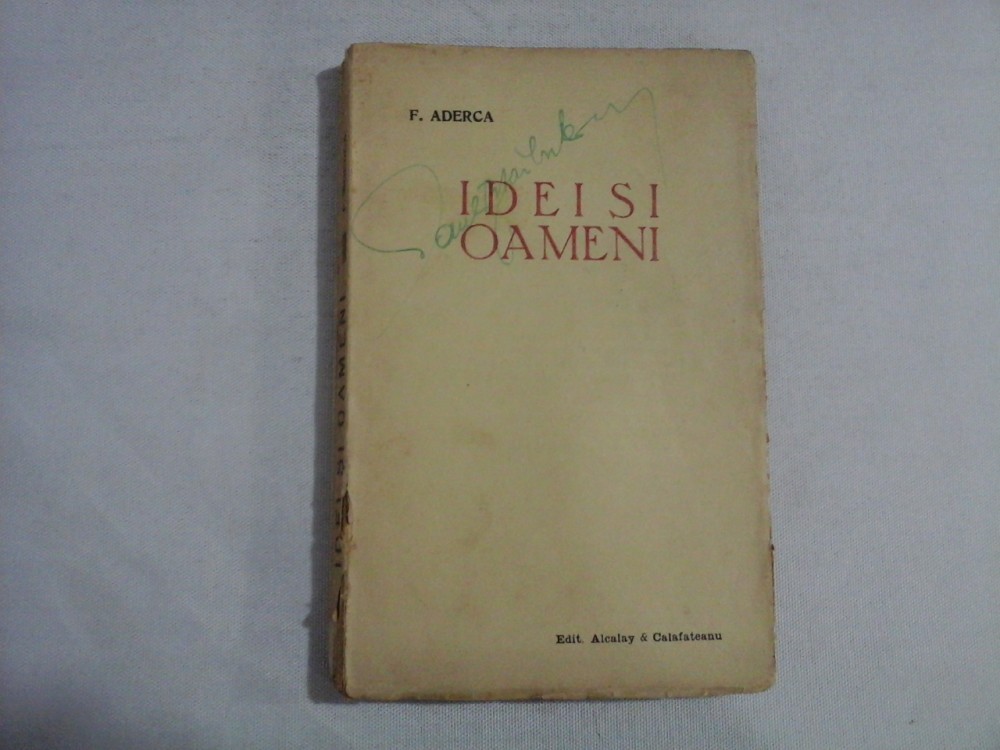 F. ADERCA
IDEI SI
OAMENI
Edit. Alcalay & Calafateanu
IDEI SI OAMENI